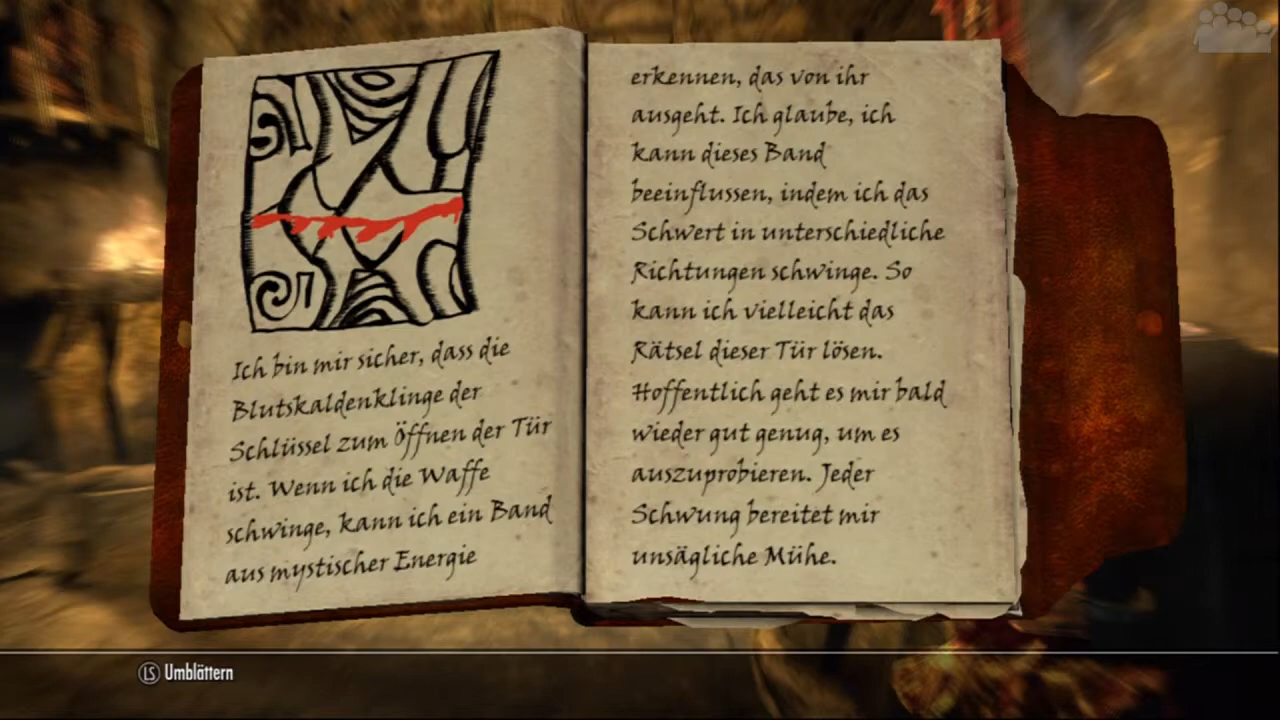 Ich bin mir sicher, dass die
Blutskaldenklinge der
Schlüssel zum Öffnen der Tür
ist. Wenn ich die Waffe
schwinge, kann ich ein Band
aus mystischer Energie
erkennen, das von ihr
ausgeht. Ich glaube, ich
kann dieses Band
beeinflussen, indem ich das
Schwert in unterschiedliche
Richtungen schwinge. So
kann ich vielleicht das
Rätsel dieser Tür lösen.
Hoffentlich geht es mir bald
wieder gut genug, um es
auszuprobieren. Jeder
Schwung bereitet mir
unsägliche Mühe.
LS Umblättern